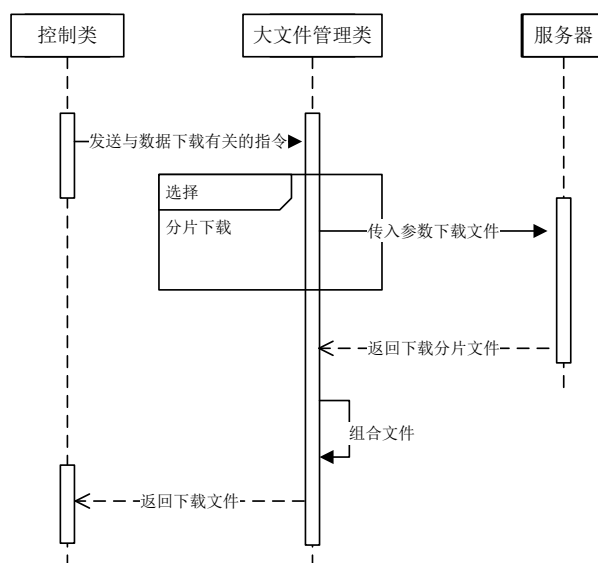 控制类
大文件管理类
服务器
发送与数据下载有关的指令
选择
分片下载
传入参数下载文件
返回下载分片文件
组合文件
返回下载文件